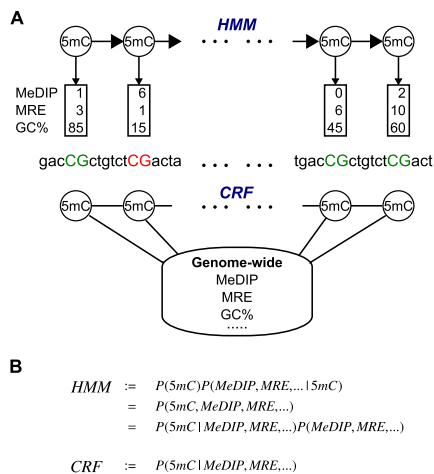 A
HMM
5mC 5mC 5mC 5mC
MeDIP 1 6 0 2
MRE 3 1 6 10
GC% 85 15 45 60
gacCGctgtctCGacta ..... tgacCGctgtctCGact
CRF
5mC 5mC 5mC 5mC
Genome-wide
MeDIP
MRE
GC%
.....
B
HMM := P(5mC)P(MeDIP,MRE,...|5mC)
= P(5mC,MeDIP,MRE,...)
= P(5mC|MeDIP,MRE,...)P(MeDIP,MRE,...)
CRF := P(5mC|MeDIP,MRE,...)